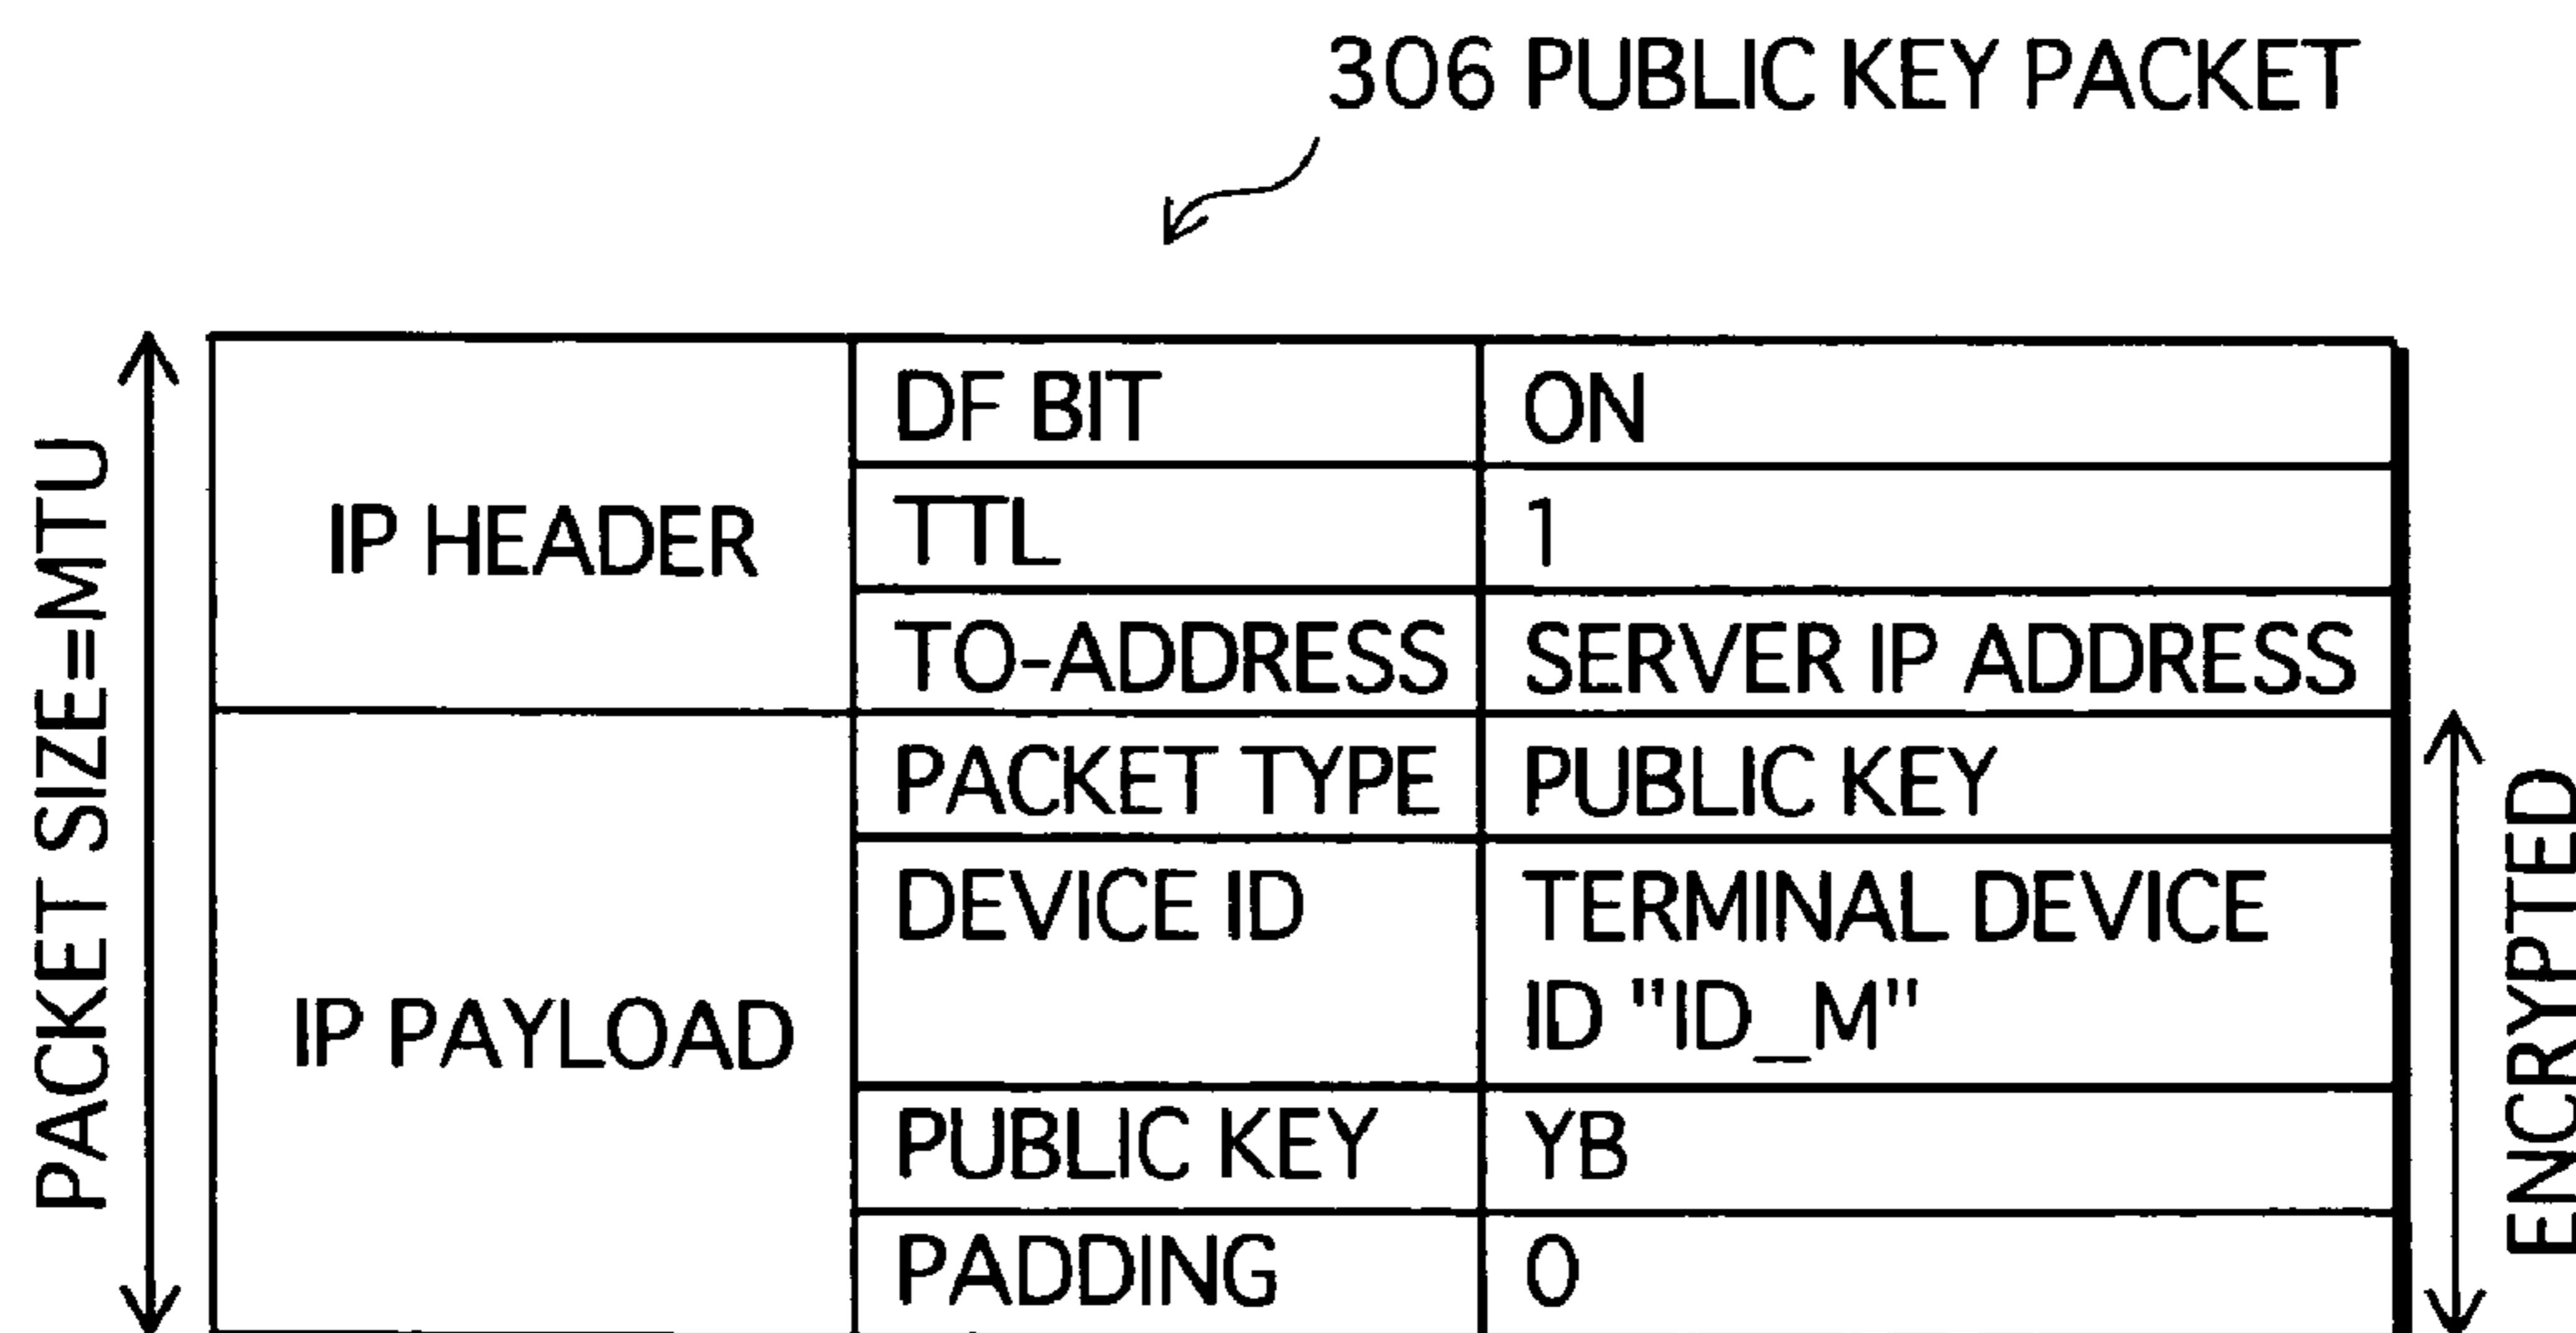 306 PUBLIC KEY PACKET
PACKET SIZE=MTU
IP HEADER
DF BIT
ON
TTL
1
TO-ADDRESS
SERVER IP ADDRESS
IP PAYLOAD
PACKET TYPE
PUBLIC KEY
DEVICE ID
TERMINAL DEVICE
ID "ID_M"
PUBLIC KEY
YB
PADDING
0
ENCRYPTED